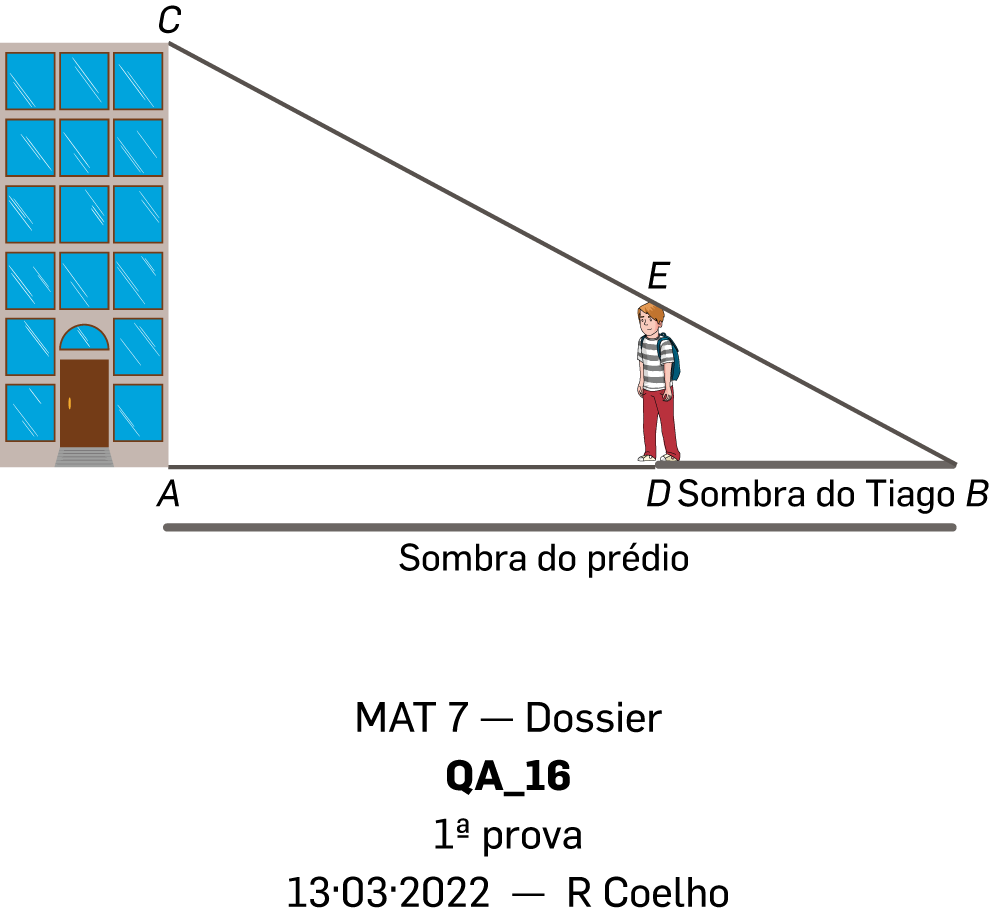 C
E
A
D Sombra do Tiago B
Sombra do prédio
MAT 7 — Dossier
QA_16
1ª prova
13·03·2022 — R Coelho